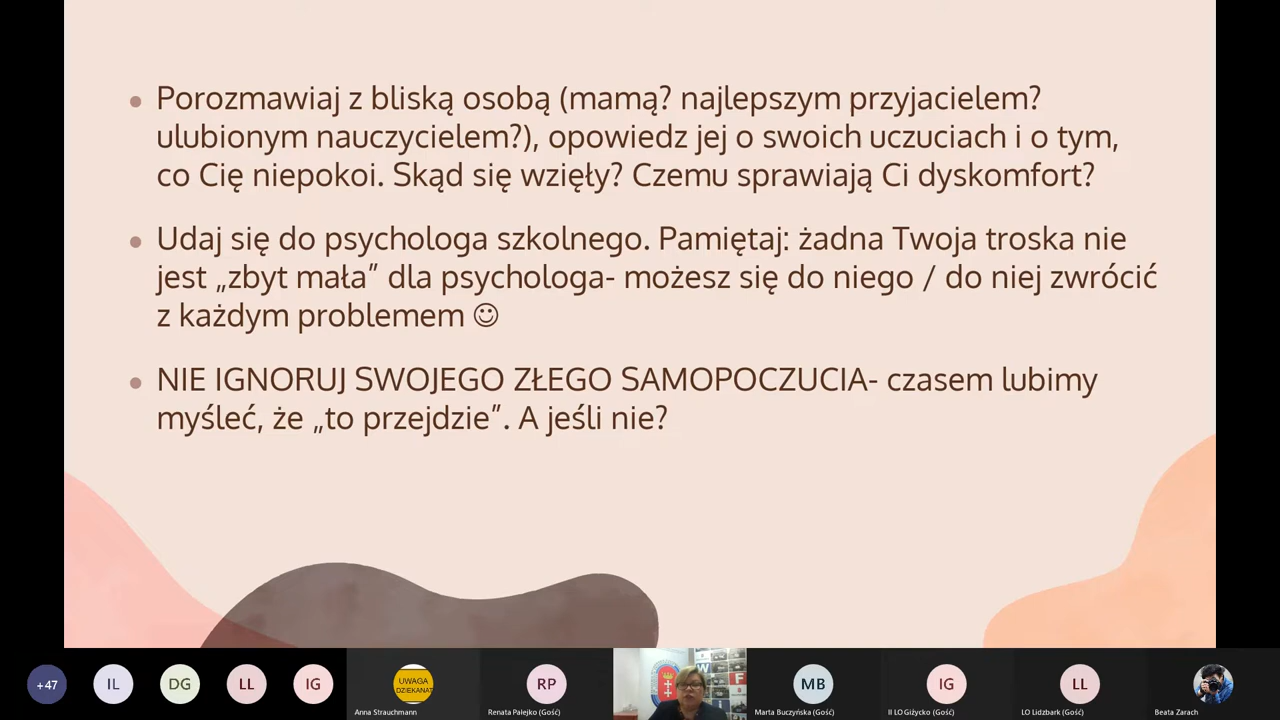 Porozmawiaj z bliską osobą (mamą? najlepszym przyjacielem?
ulubionym nauczycielem?), opowiedz jej o swoich uczuciach i o tym,
co Cię niepokoi. Skąd się wzięły? Czemu sprawiają Ci dyskomfort?
Udaj się do psychologa szkolnego. Pamiętaj: żadna Twoja troska nie
jest „zbyt mała” dla psychologa- możesz się do niego / do niej zwrócić
z każdym problemem ☺
NIE IGNORUJ SWOJEGO ZŁEGO SAMOPOCZUCIA- czasem lubimy
myśleć, że „to przejdzie”. A jeśli nie?
+47
IL
DG
LL
IG
UWAGA
DZIEKANAT
Anna Strauchmann
RP
Renata Pałejko (Gość)
W
F
MB
Marta Buczyńska (Gość)
IG
II LO Giżycko (Gość)
LL
LO Lidzbark (Gość)
Beata Zarach